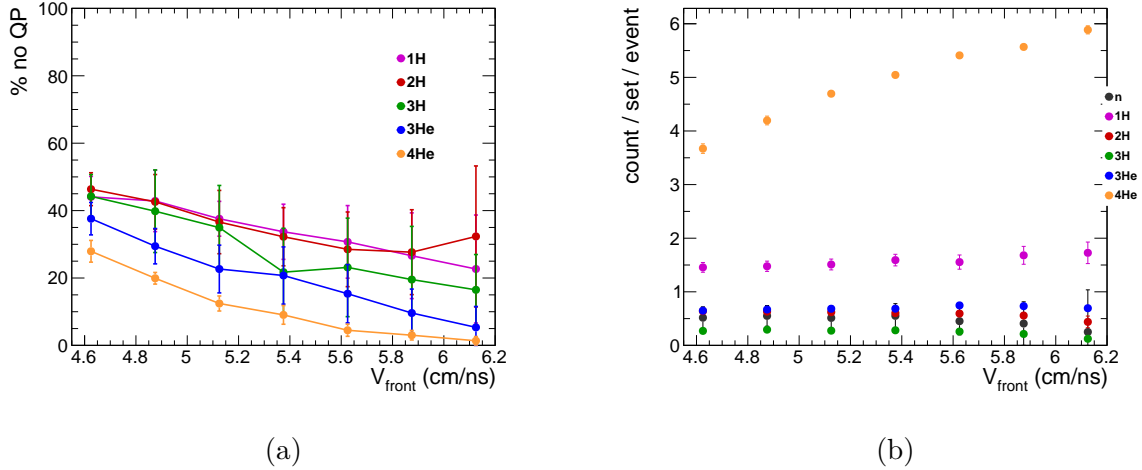 % no QP
100
80
60
40
20
0
1H
2H
3H
3He
4He
4.6 4.8 5 5.2 5.4 5.6 5.8 6 6.2
V_front (cm/ns)
(a)
count / set / event
6
5
4
3
2
1
0
n
1H
2H
3H
3He
4He
4.6 4.8 5 5.2 5.4 5.6 5.8 6 6.2
V_front (cm/ns)
(b)